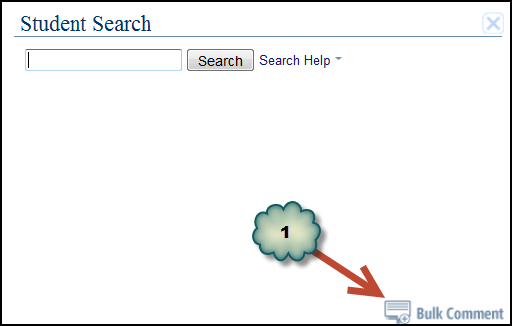 Student Search
Search Search Help
1
Bulk Comment